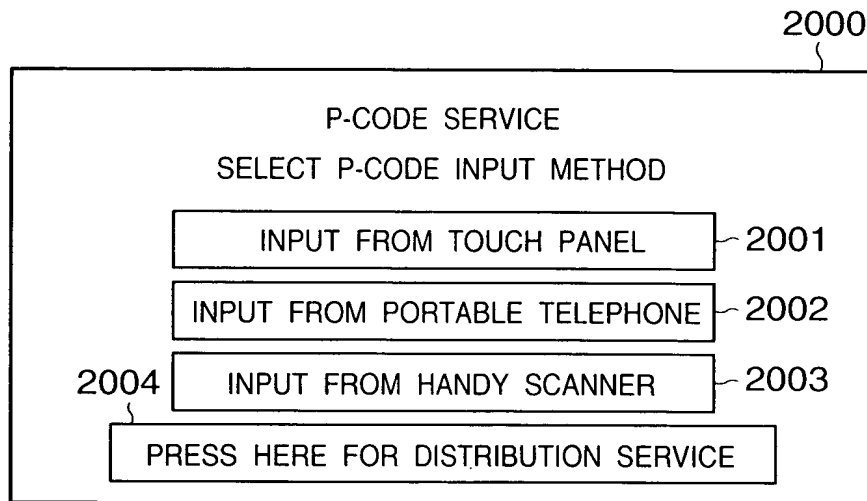 2000
P-CODE SERVICE
SELECT P-CODE INPUT METHOD
INPUT FROM TOUCH PANEL 2001
INPUT FROM PORTABLE TELEPHONE 2002
INPUT FROM HANDY SCANNER 2003
2004
PRESS HERE FOR DISTRIBUTION SERVICE